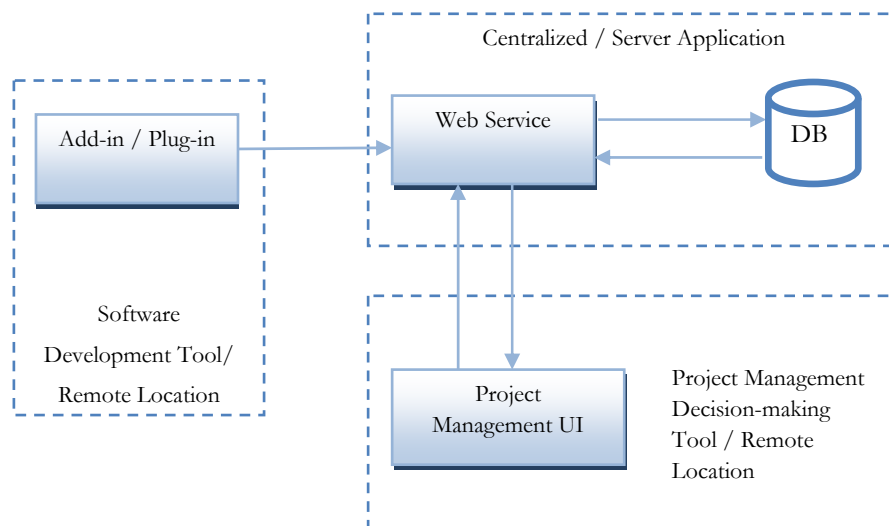 Centralized / Server Application
Add-in / Plug-in
Web Service
DB
Software
Development Tool/
Remote Location
Project
Management UI
Project Management
Decision-making
Tool / Remote
Location